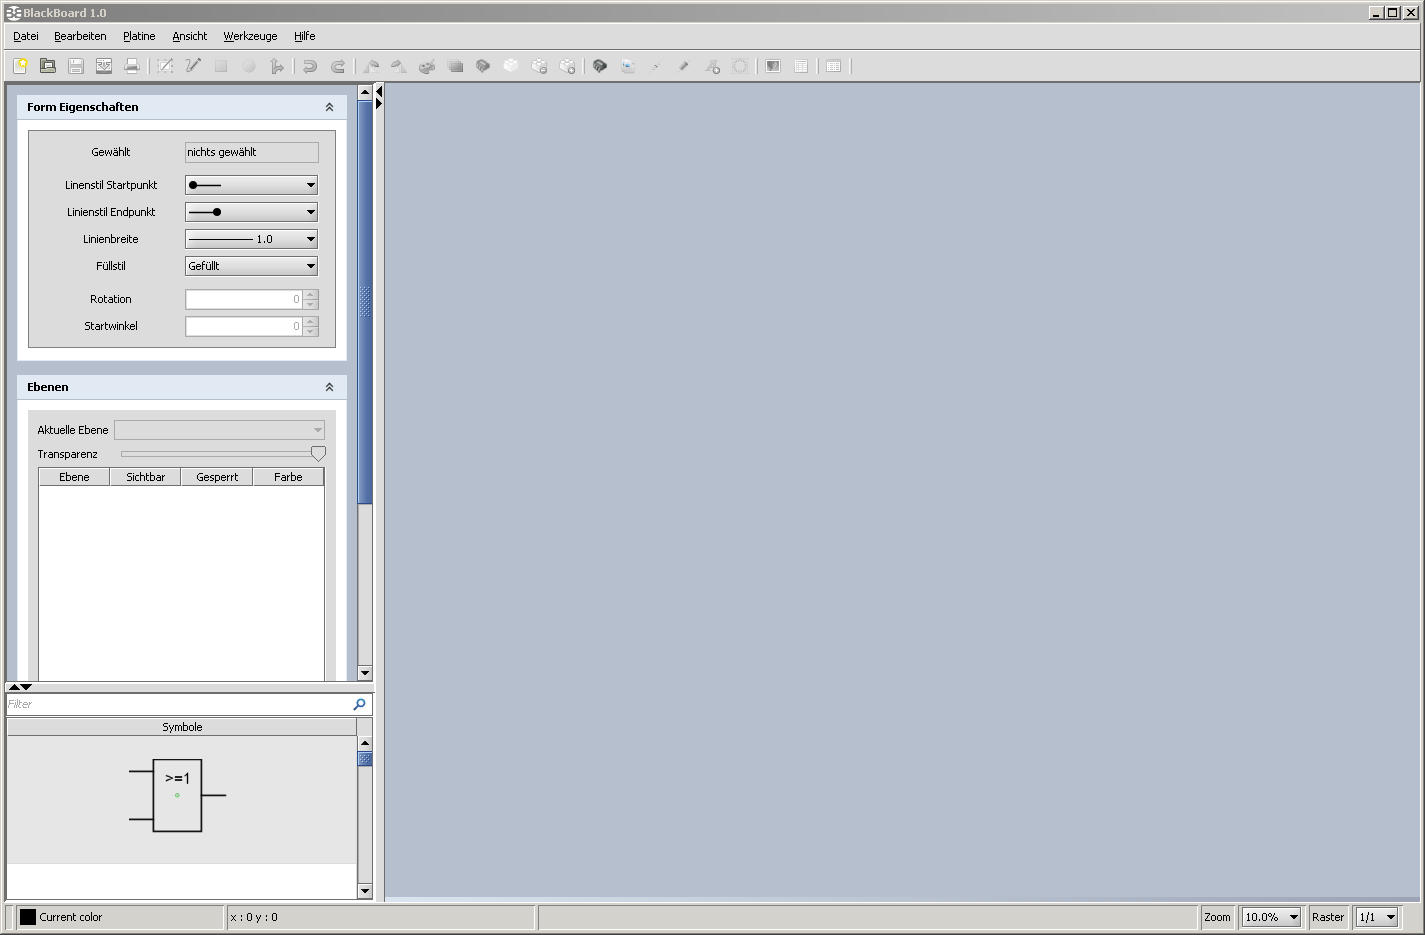 BlackBoard 1.0
Datei Bearbeiten Platine Ansicht Werkzeuge Hilfe
Form Eigenschaften
Gewählt nichts gewählt
Linenstil Startpunkt
Linienstil Endpunkt
Linienbreite 1.0
Füllstil Gefüllt
Rotation 0
Startwinkel 0
Ebenen
Aktuelle Ebene
Transparenz
Ebene Sichtbar Gesperrt Farbe
Filter
Symbole
>=1
Current color x : 0 y : 0 Zoom 10.0% Raster 1/1